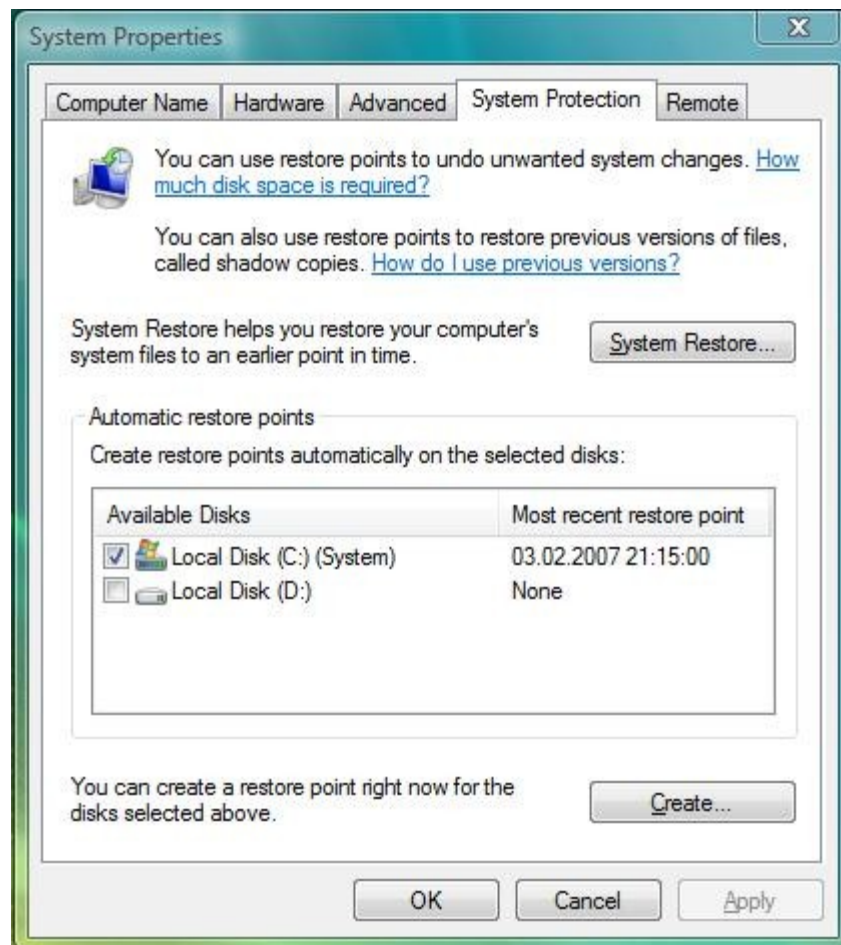 System Properties
Computer Name
Hardware
Advanced
System Protection
Remote
You can use restore points to undo unwanted system changes. How
much disk space is required?
You can also use restore points to restore previous versions of files,
called shadow copies. How do I use previous versions?
System Restore helps you restore your computer's
system files to an earlier point in time.
System Restore...
Automatic restore points
Create restore points automatically on the selected disks:
Available Disks
Most recent restore point
Local Disk (C:) (System)
03.02.2007 21:15:00
Local Disk (D:)
None
You can create a restore point right now for the
disks selected above.
Create...
OK
Cancel
Apply